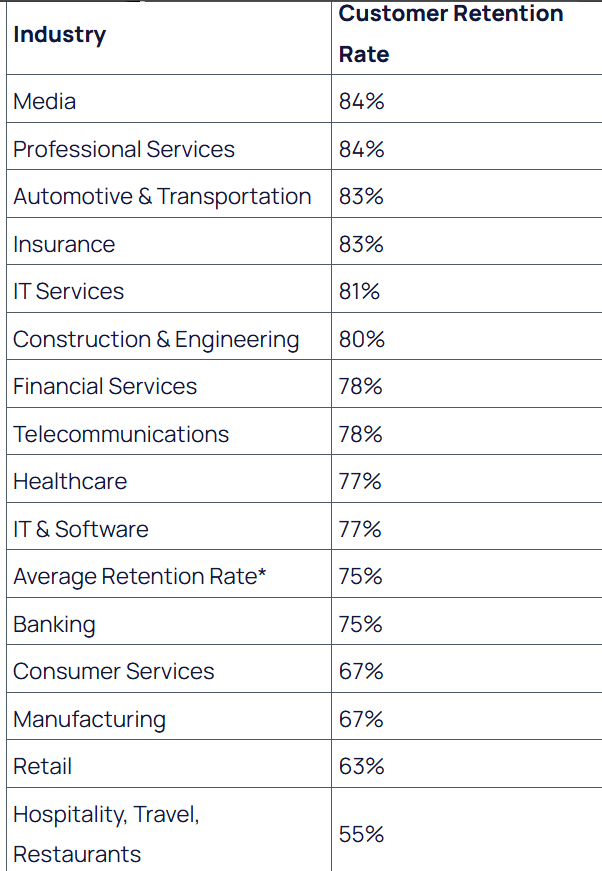 Industry
Customer Retention
Rate
Media 84%
Professional Services 84%
Automotive & Transportation 83%
Insurance 83%
IT Services 81%
Construction & Engineering 80%
Financial Services 78%
Telecommunications 78%
Healthcare 77%
IT & Software 77%
Average Retention Rate* 75%
Banking 75%
Consumer Services 67%
Manufacturing 67%
Retail 63%
Hospitality, Travel,
Restaurants
55%